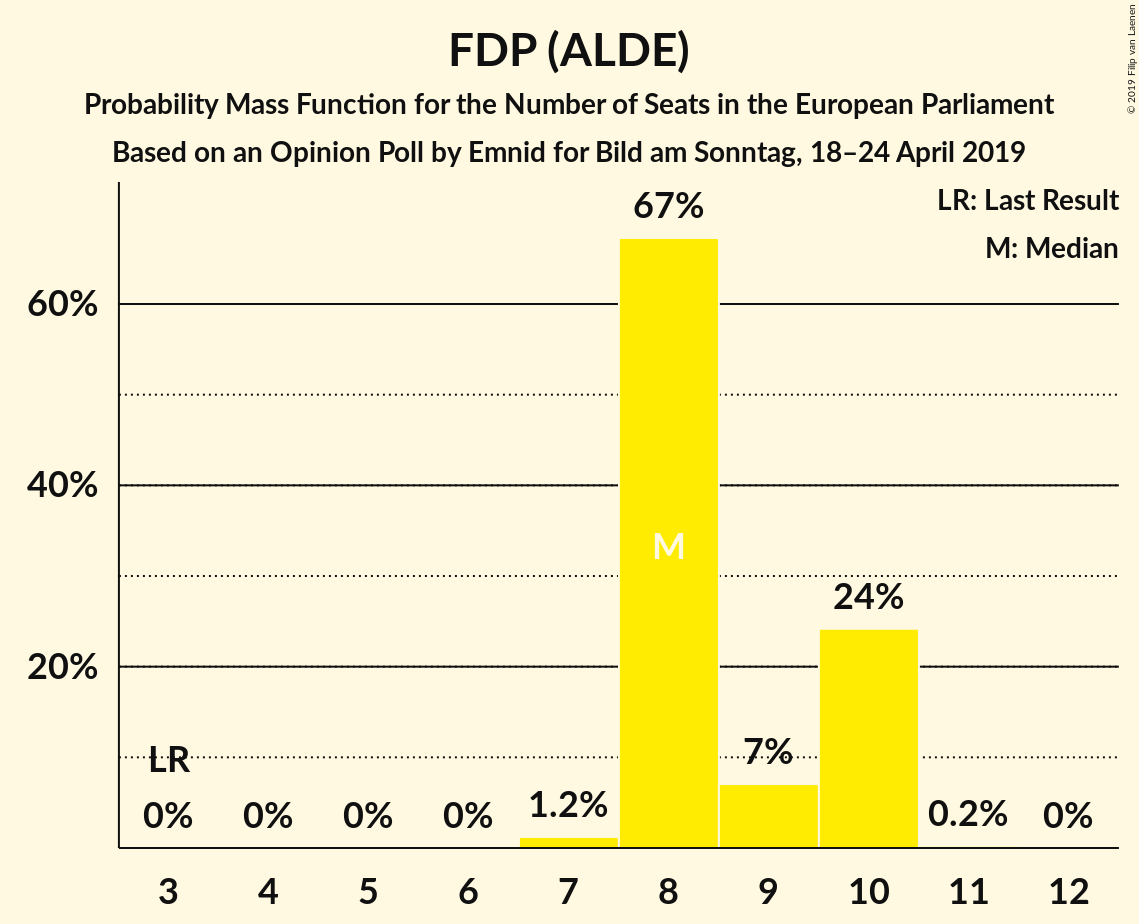 FDP (ALDE)
Probability Mass Function for the Number of Seats in the European Parliament
Based on an Opinion Poll by Emnid for Bild am Sonntag, 18–24 April 2019
© 2019 Filip van Laenen
LR: Last Result
M: Median
60%
40%
20%
LR
0%
0%
0%
0%
1.2%
67%
M
7%
24%
0.2%
0%
3 4 5 6 7 8 9 10 11 12